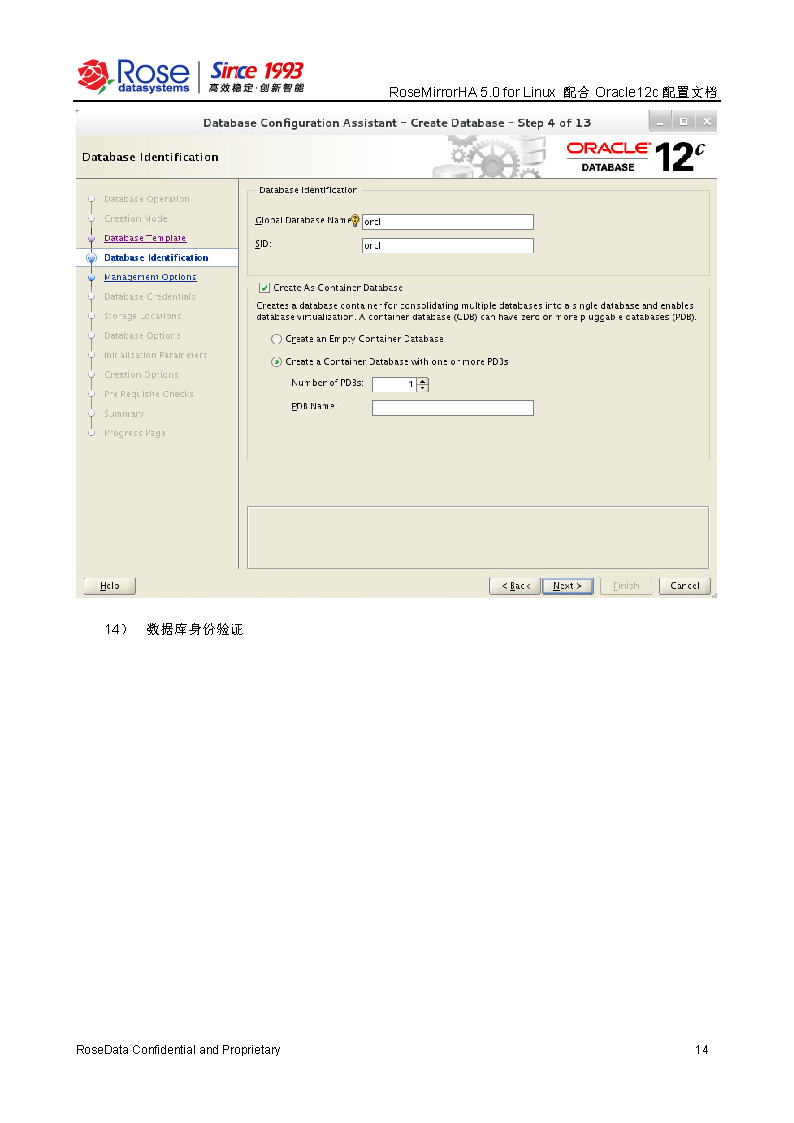 Rose
datasystems
Since 1993
高效稳定·创新智能
RoseMirrorHA 5.0 for Linux 配合 Oracle12c 配置文档
Database Configuration Assistant - Create Database - Step 4 of 13
Database Identification
ORACLE
DATABASE
12c
Database Operation
Creation Mode
Database Template
Database Identification
Management Options
Database Credentials
Storage Locations
Database Options
Initialization Parameters
Creation Options
Pre Requisite Checks
Summary
Progress Page
Database Identification
Global Database Name
orcl
SID:
orcl
Create As Container Database
Creates a database container for consolidating multiple databases into a single database and enables
database virtualization. A container database (CDB) can have zero or more pluggable databases (PDB).
Create an Empty Container Database
Create a Container Database with one or more PDBs
Number of PDBs:
1
PDB Name
Help
< Back
Next >
Finish
Cancel
14） 数据库身份验证
RoseData Confidential and Proprietary
14